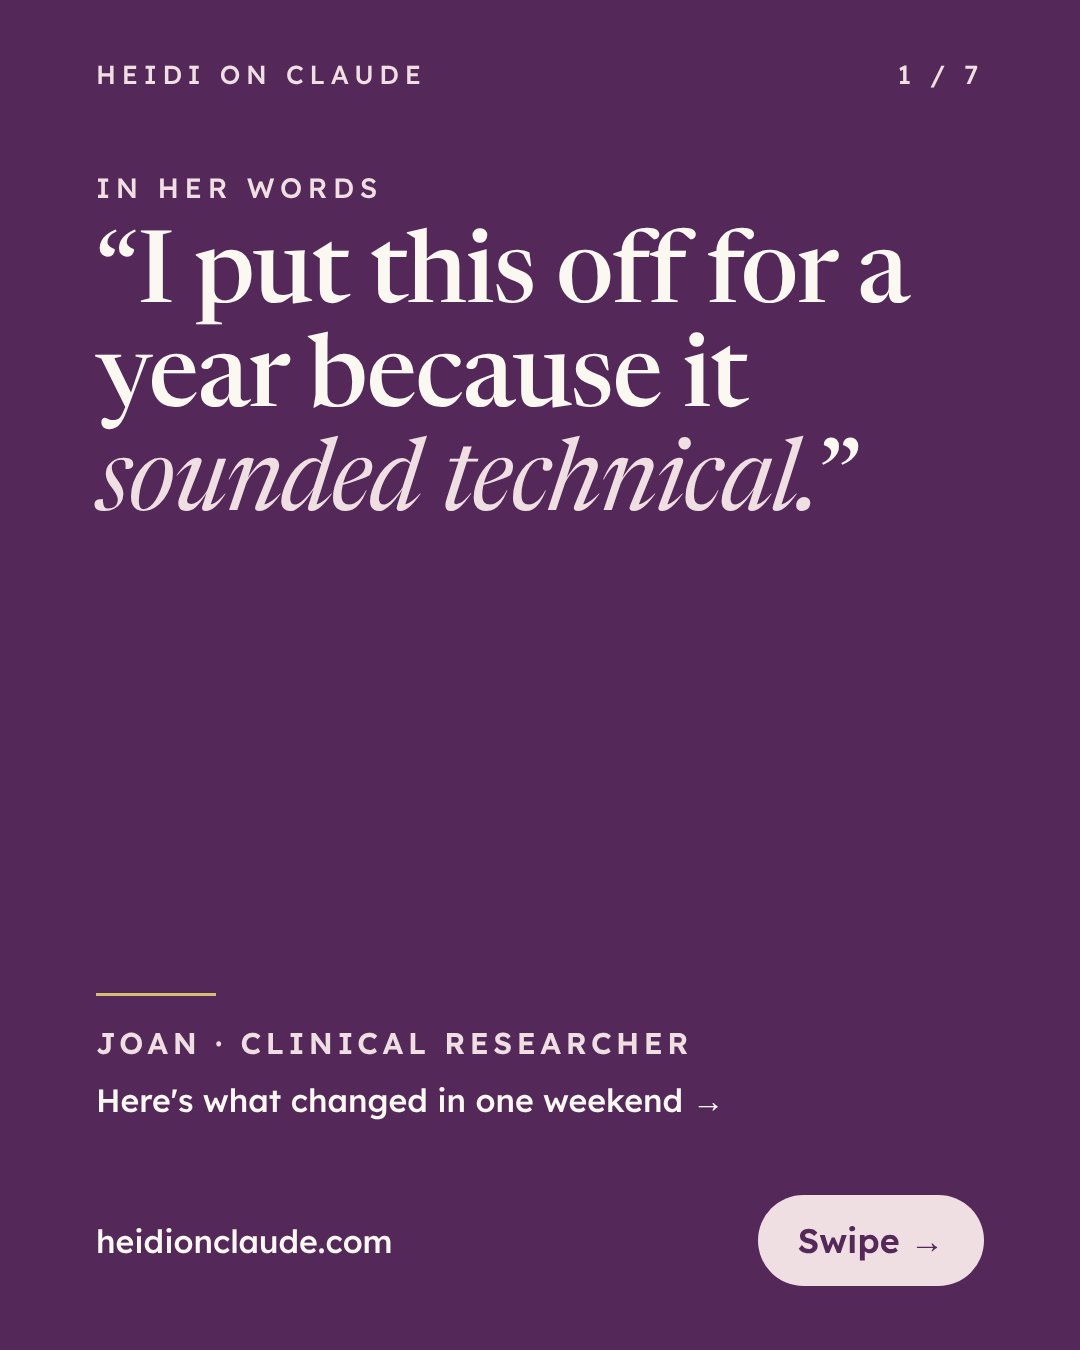 HEIDI ON CLAUDE
1 / 7
IN HER WORDS
“I put this off for a
year because it
sounded technical.”
JOAN · CLINICAL RESEARCHER
Here's what changed in one weekend →
heidionclaude.com
Swipe →